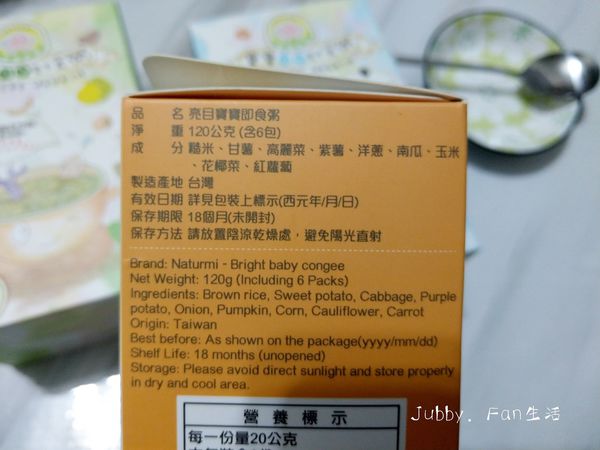 品　　名 亮目寶寶即食粥
淨　　重 120公克 (含6包)
成　　分 糙米、甘薯、高麗菜、紫薯、洋蔥、南瓜、玉米
、花椰菜、紅蘿蔔
製造產地 台灣
有效日期 詳見包裝上標示(西元年/月/日)
保存期限 18個月(未開封)
保存方法 請放置陰涼乾燥處，避免陽光直射
Brand: Naturmi - Bright baby congee
Net Weight: 120g (Including 6 Packs)
Ingredients: Brown rice, Sweet potato, Cabbage, Purple
potato, Onion, Pumpkin, Corn, Cauliflower, Carrot
Origin: Taiwan
Best before: As shown on the package(yyyy/mm/dd)
Shelf Life: 18 months (unopened)
Storage: Please avoid direct sunlight and store properly
in dry and cool area.
營養標示
每一份量20公克
Jubby. Fan生活